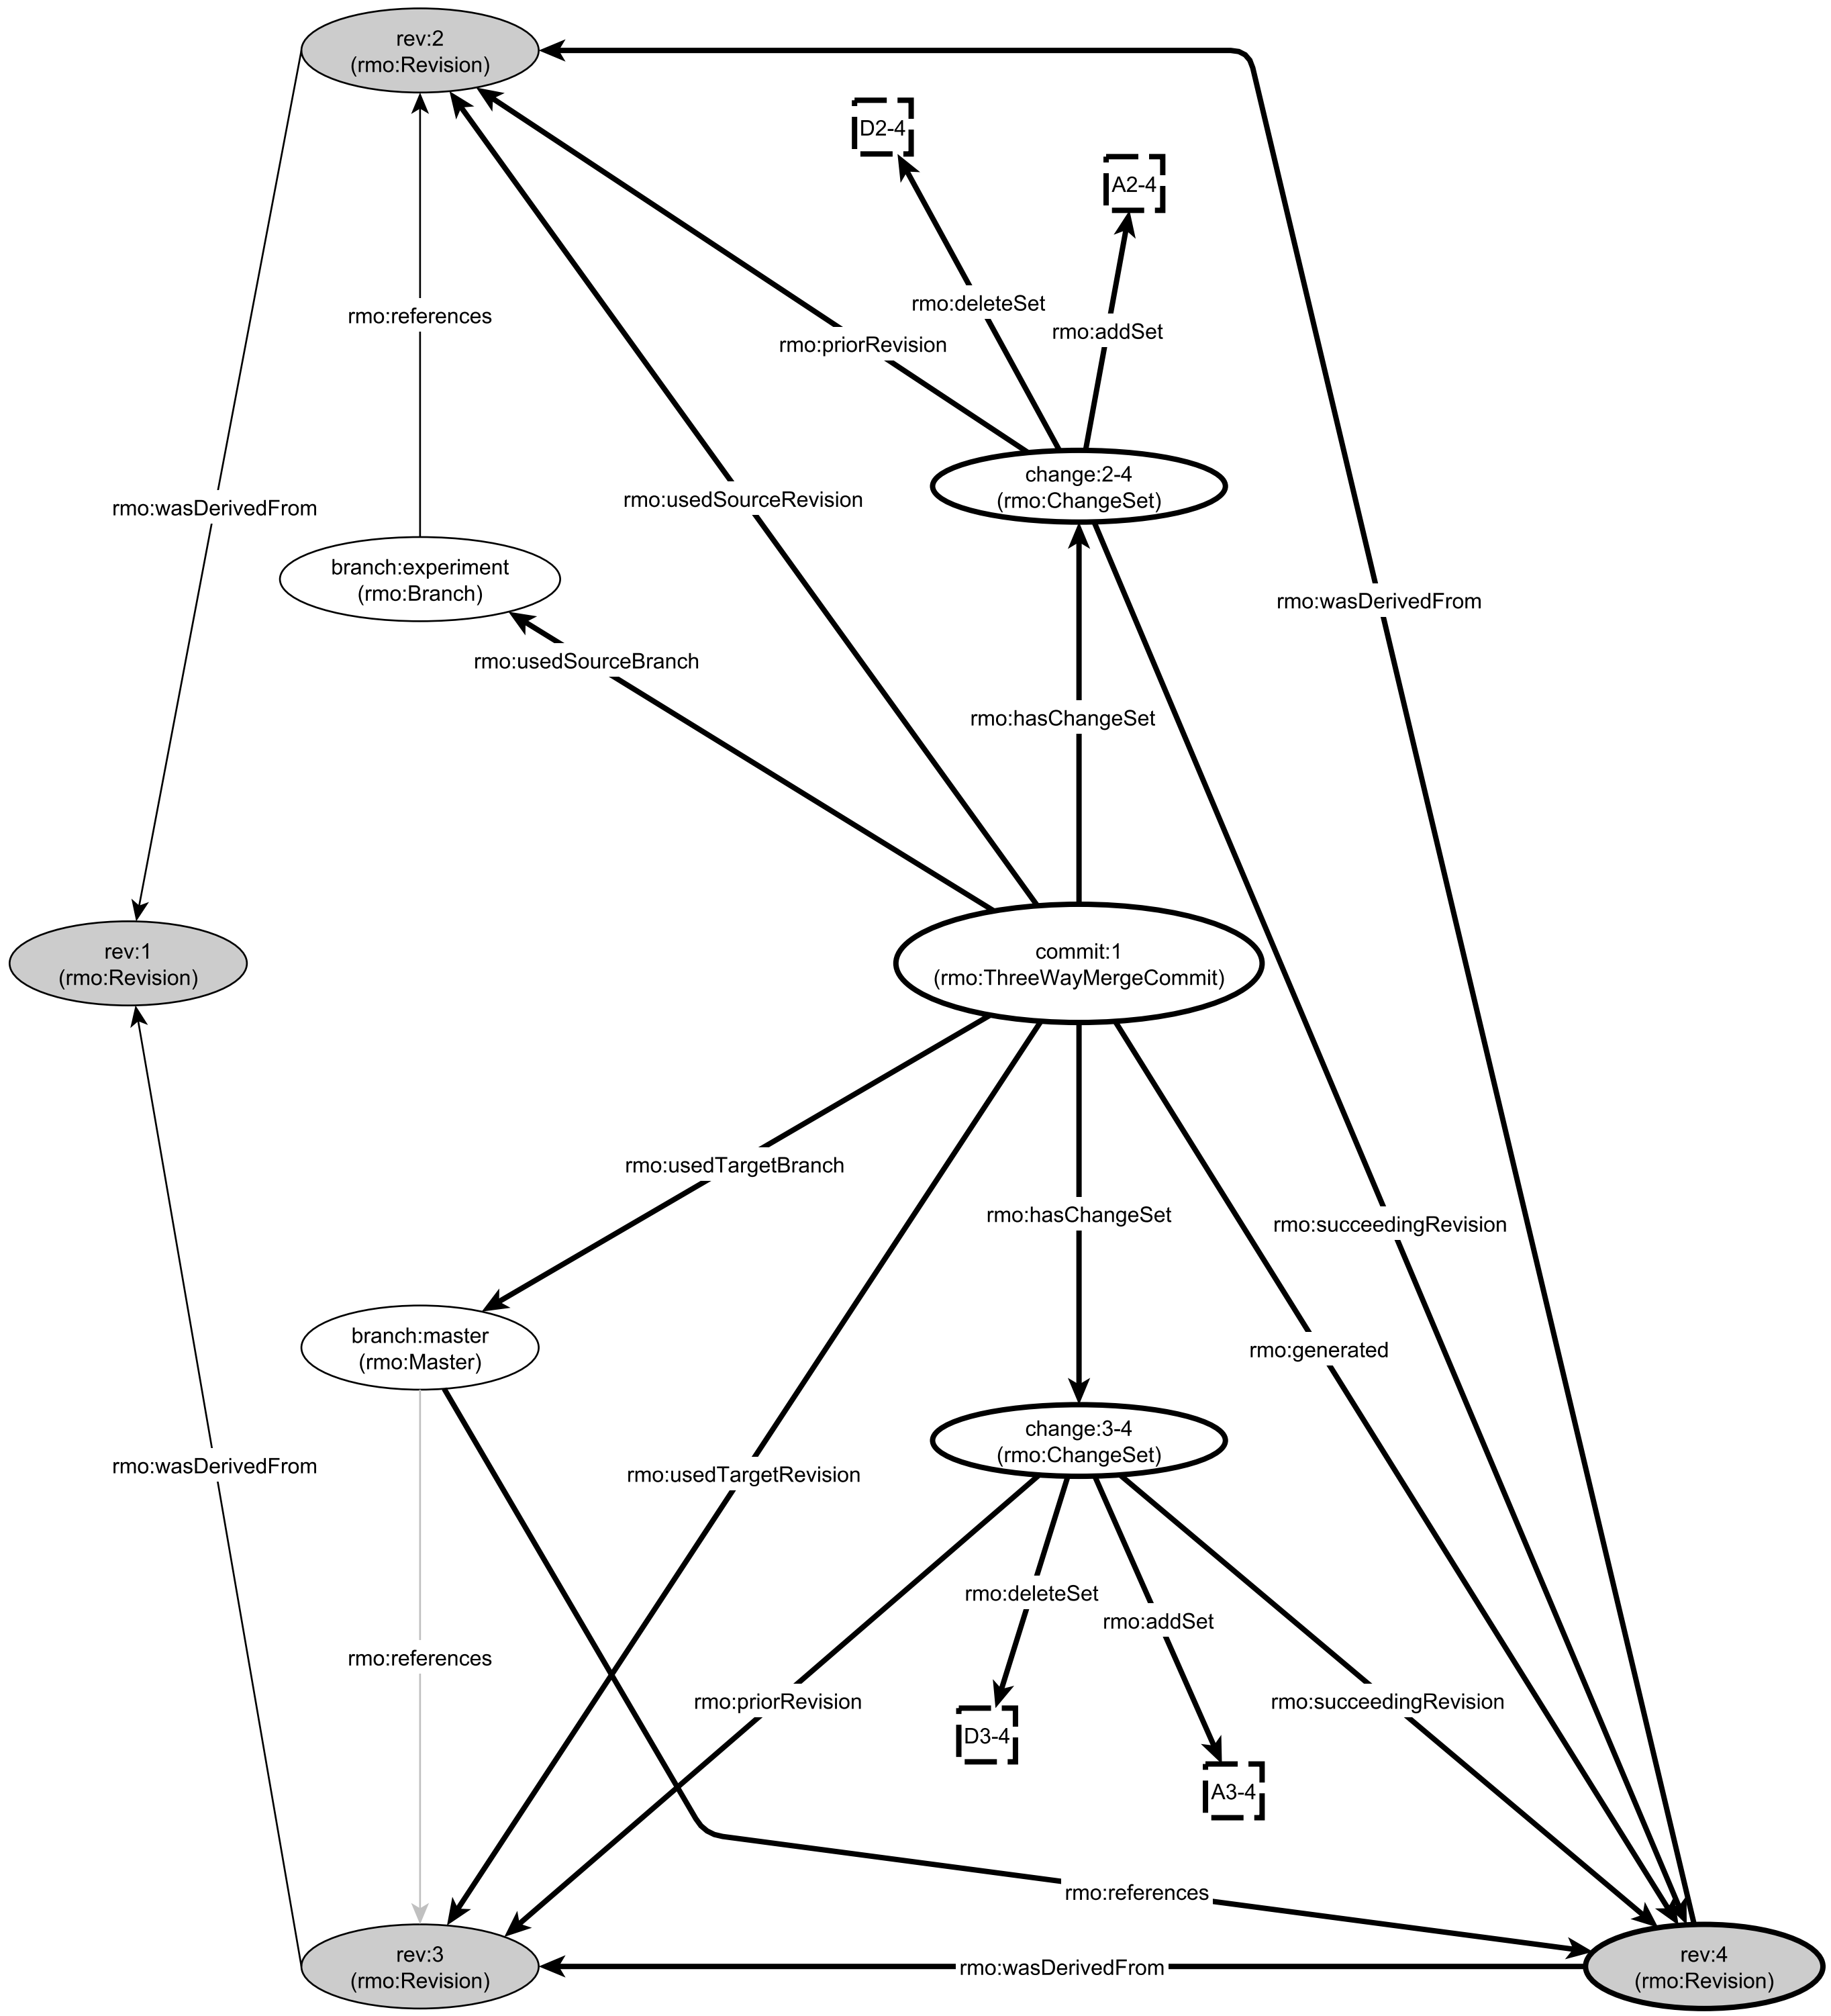 rev:2
(rmo:Revision)
D2-4
A2-4
rmo:deleteSet
rmo:references
rmo:addSet
rmo:priorRevision
change:2-4
(rmo:ChangeSet)
rmo:usedSourceRevision
rmo:wasDerivedFrom
branch:experiment
(rmo:Branch)
rmo:wasDerivedFrom
rmo:usedSourceBranch
rmo:hasChangeSet
rev:1
(rmo:Revision)
commit:1
(rmo:ThreeWayMergeCommit)
rmo:usedTargetBranch
rmo:hasChangeSet
rmo:succeedingRevision
branch:master
(rmo:Master)
rmo:generated
change:3-4
(rmo:ChangeSet)
rmo:wasDerivedFrom
rmo:usedTargetRevision
rmo:deleteSet
rmo:addSet
rmo:references
rmo:priorRevision
rmo:succeedingRevision
D3-4
A3-4
rmo:references
rev:3
(rmo:Revision)
rmo:wasDerivedFrom
rev:4
(rmo:Revision)